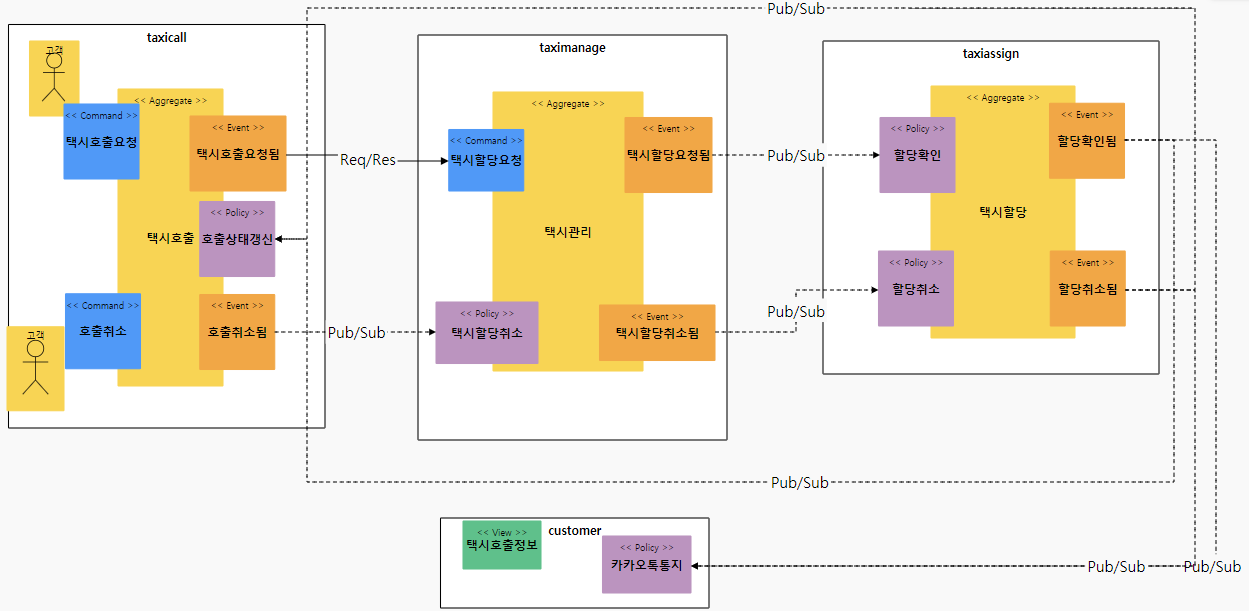 Pub/Sub
taxicall
고객
<< Aggregate >>
<< Command >>
택시호출요청
<< Event >>
택시호출요청됨
<< Policy >>
호출상태갱신
택시호출
<< Command >>
호출취소
<< Event >>
호출취소됨
고객
Req/Res
Pub/Sub
taximanage
<< Aggregate >>
<< Command >>
택시할당요청
<< Event >>
택시할당요청됨
택시관리
<< Policy >>
택시할당취소
<< Event >>
택시할당취소됨
Pub/Sub
Pub/Sub
taxiassign
<< Aggregate >>
<< Policy >>
할당확인
<< Event >>
할당확인됨
택시할당
<< Policy >>
할당취소
<< Event >>
할당취소됨
Pub/Sub
customer
<< View >>
택시호출정보
<< Policy >>
카카오톡통지
Pub/Sub
Pub/Sub